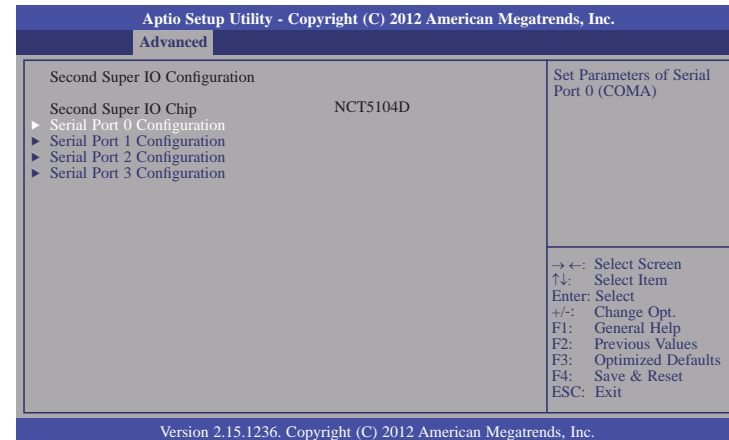 Aptio Setup Utility - Copyright (C) 2012 American Megatrends, Inc.
Advanced
Second Super IO Configuration
Second Super IO Chip NCT5104D
► Serial Port 0 Configuration
► Serial Port 1 Configuration
► Serial Port 2 Configuration
► Serial Port 3 Configuration
Set Parameters of Serial
Port 0 (COMA)
→←: Select Screen
↑↓: Select Item
Enter: Select
+/-: Change Opt.
F1: General Help
F2: Previous Values
F3: Optimized Defaults
F4: Save & Reset
ESC: Exit
Version 2.15.1236. Copyright (C) 2012 American Megatrends, Inc.